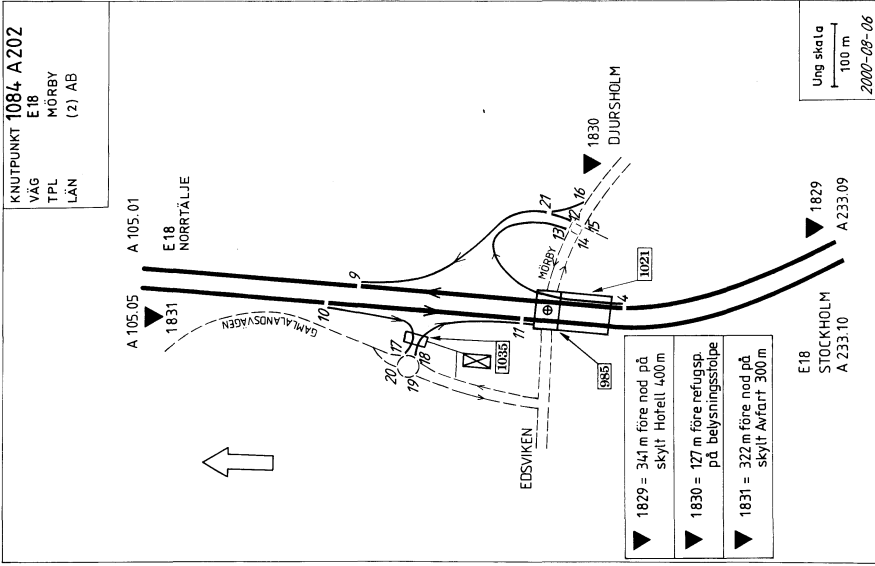 KNUTPUNKT 1084 A202
VÄG E18
TPL MÖRBY
LÄN (2) AB
A 105.01
E18
NORRTÄLJE
A 105.05
1831
GAMLALANDSVÄGEN
9
10
20
17
18
19
1035
11
21
16
12
13
14
15
1830
DJURSHOLM
MÖRBY
1021
4
985
EDSVIKEN
1829
A 233.09
E18
STOCKHOLM
A 233.10
1829 = 341 m före nod på
skylt Hotell 400 m
1830 = 127 m före refugsp.
på belysningsstolpe
1831 = 322 m före nod på
skylt Avfart 300 m
Ung skala
100 m
2000-08-06